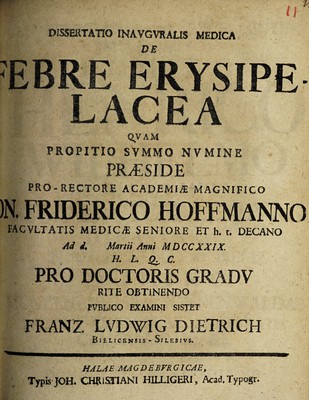 11
DISSERTATIO INAVGVRALIS MEDICA
DE
FEBRE ERYSIPE-
LACEA
QVAM
PROPITIO SVMMO NVMINE
PRÆSIDE
PRO-RECTORE ACADEMIÆ MAGNIFICO
DN. FRIDERICO HOFFMANNO
FACVLTATIS MEDICÆ SENIORE ET h. t. DECANO
Ad d. Martii Anni MDCCXXIX.
H. L. Q. C.
PRO DOCTORIS GRADV
RITE OBTINENDO
PVBLICO EXAMINI SISTET
FRANZ LVDWIG DIETRICH
BIELICENSIS - SILESIVS.
HALAE MAGDEBVRGICAE,
Typis JOH. CHRISTIANI HILLIGERI, Acad. Typogr.